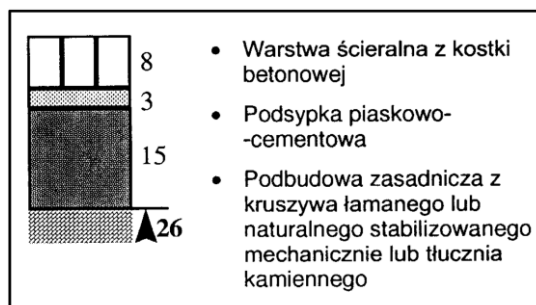 8
3
15
26
• Warstwa ścieralna z kostki
betonowej
• Podsypka piaskowo-
-cementowa
• Podbudowa zasadnicza z
kruszywa łamanego lub
naturalnego stabilizowanego
mechanicznie lub tłucznia
kamiennego